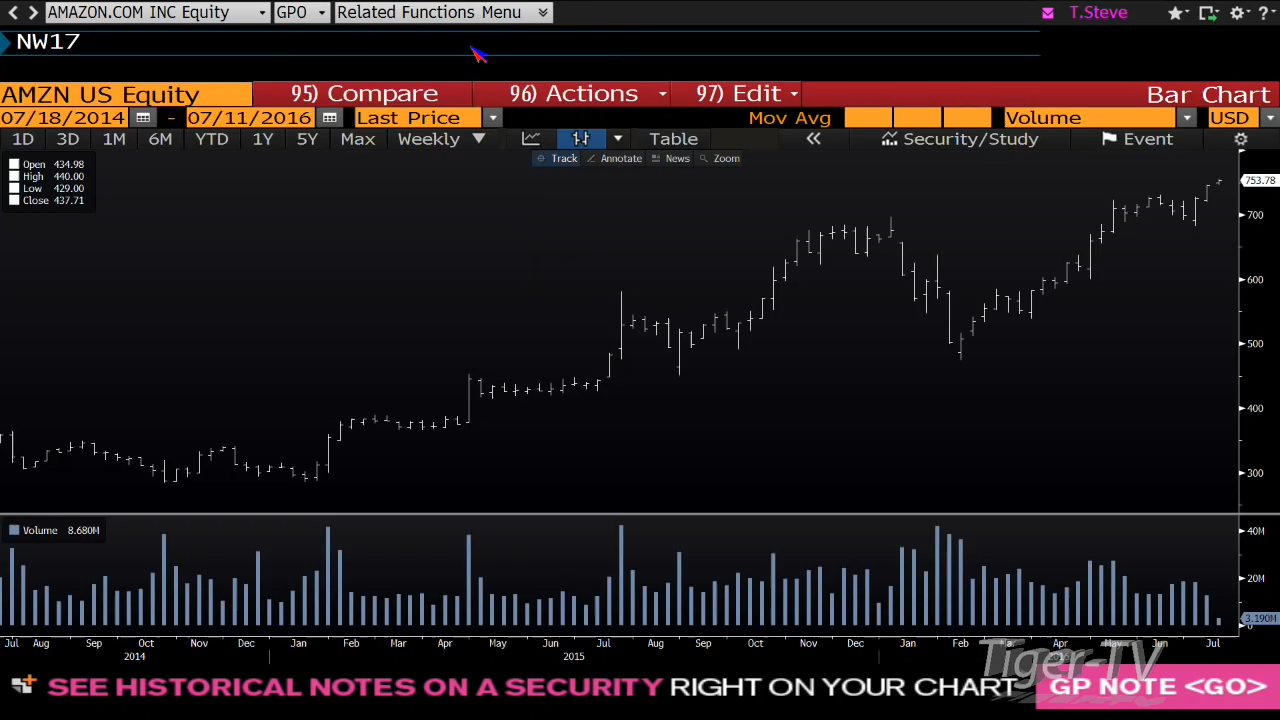 AMAZON.COM INC Equity GPO Related Functions Menu T.Steve ?
NW17
AMZN US Equity 95) Compare 96) Actions 97) Edit Bar Chart
07/18/2014 - 07/11/2016 Last Price Mov Avg Volume USD
1D 3D 1M 6M YTD 1Y 5Y Max Weekly Table Security/Study Event
Track Annotate News Zoom
Open 434.98
High 440.00
Low 429.00
Close 437.71
753.78
700
600
500
400
300
Volume 8.680M
40M
20M
3.190M
0
Jul Aug Sep Oct Nov Dec Jan Feb Mar Apr May Jun Jul Aug Sep Oct Nov Dec Jan Feb Apr May Jun Jul
2014 2015
Tiger-TV
SEE HISTORICAL NOTES ON A SECURITY RIGHT ON YOUR CHART GP NOTE <GO>